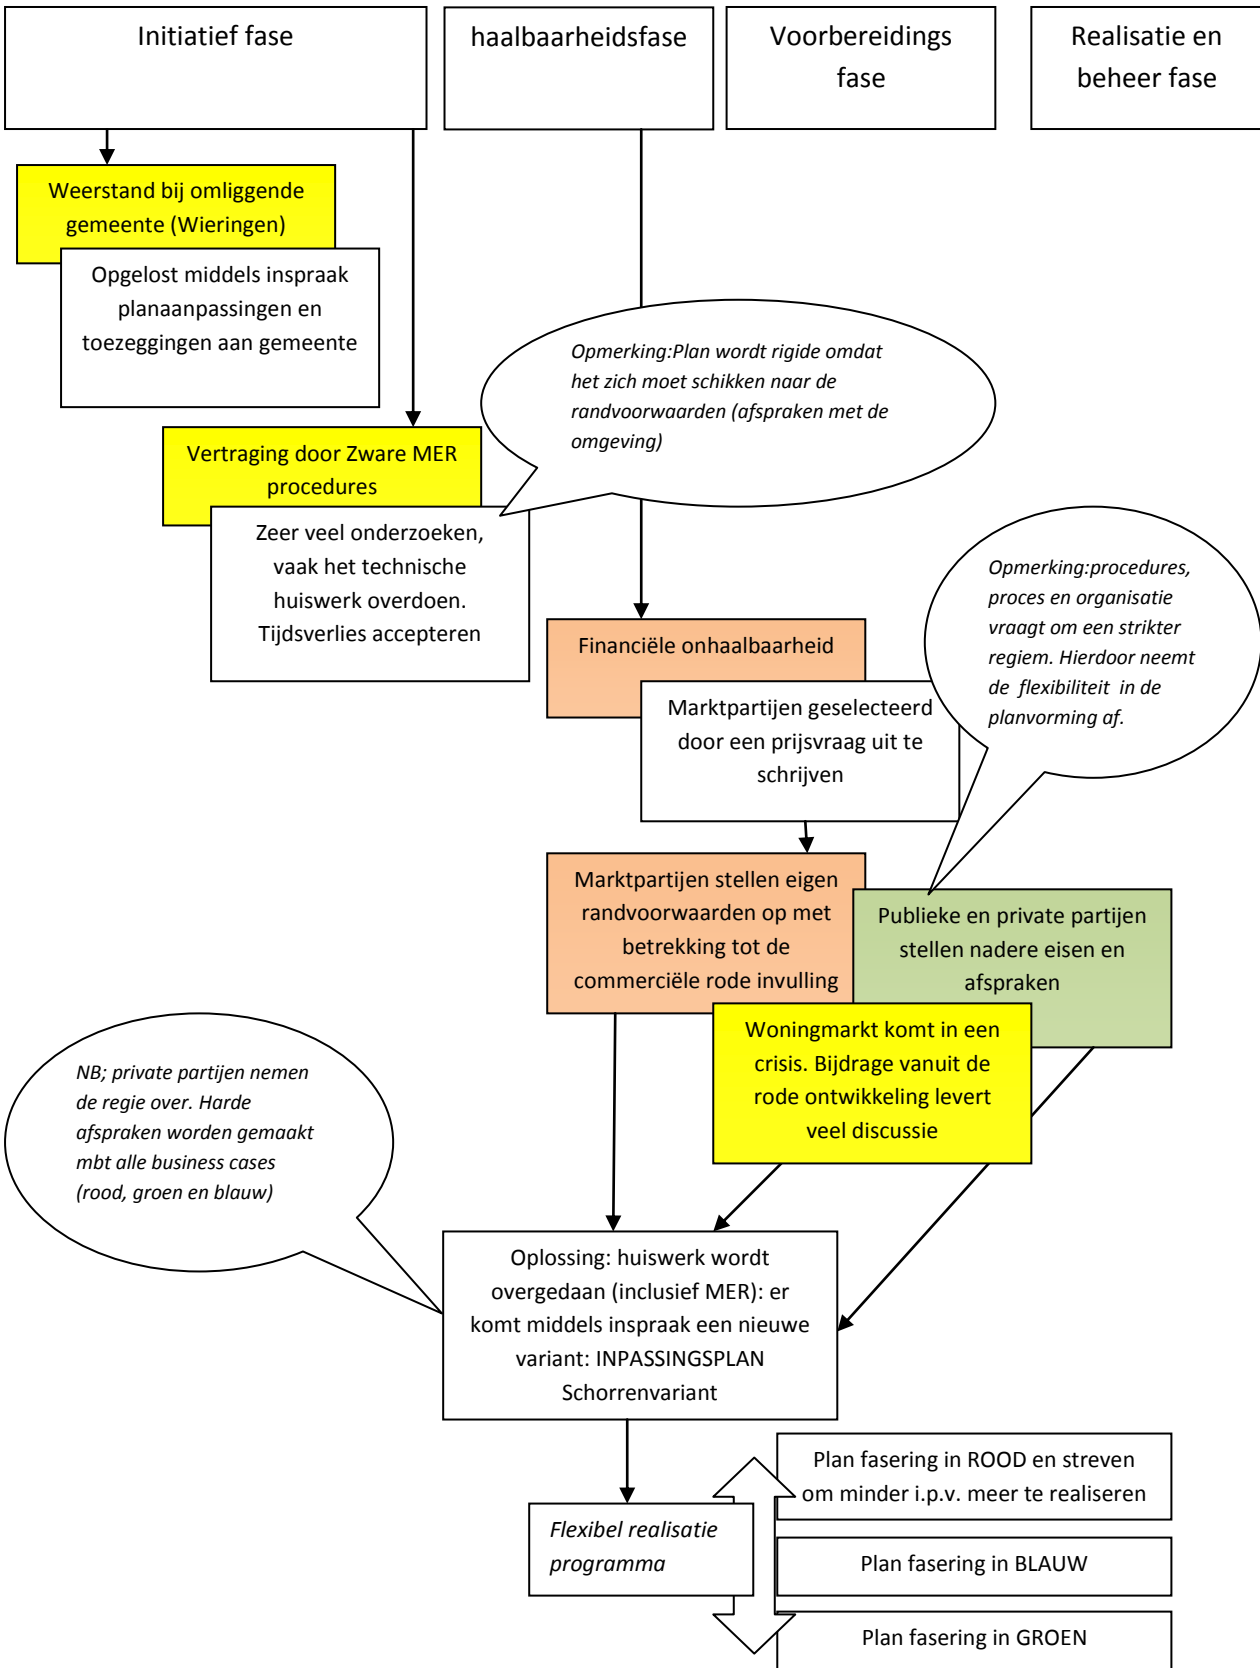 Initiatief fase
haalbaarheidsfase
Voorbereidings
fase
Realisatie en
beheer fase
Weerstand bij omliggende
gemeente (Wieringen)
Opgelost middels inspraak
planaanpassingen en
toezeggingen aan gemeente
Opmerking:Plan wordt rigide omdat
het zich moet schikken naar de
randvoorwaarden (afspraken met de
omgeving)
Vertraging door Zware MER
procedures
Zeer veel onderzoeken,
vaak het technische
huiswerk overdoen.
Tijdsverlies accepteren
Opmerking:procedures,
proces en organisatie
vraagt om een strikter
regiem. Hierdoor neemt
de flexibiliteit in de
planvorming af.
Financiële onhaalbaarheid
Marktpartijen geselecteerd
door een prijsvraag uit te
schrijven
Marktpartijen stellen eigen
randvoorwaarden op met
betrekking tot de
commerciële rode invulling
Publieke en private partijen
stellen nadere eisen en
afspraken
Woningmarkt komt in een
crisis. Bijdrage vanuit de
rode ontwikkeling levert
veel discussie
NB; private partijen nemen
de regie over. Harde
afspraken worden gemaakt
mbt alle business cases
(rood, groen en blauw)
Oplossing: huiswerk wordt
overgedaan (inclusief MER): er
komt middels inspraak een nieuwe
variant: INPASSINGSPLAN
Schorrenvariant
Plan fasering in ROOD en streven
om minder i.p.v. meer te realiseren
Flexibel realisatie
programma
Plan fasering in BLAUW
Plan fasering in GROEN